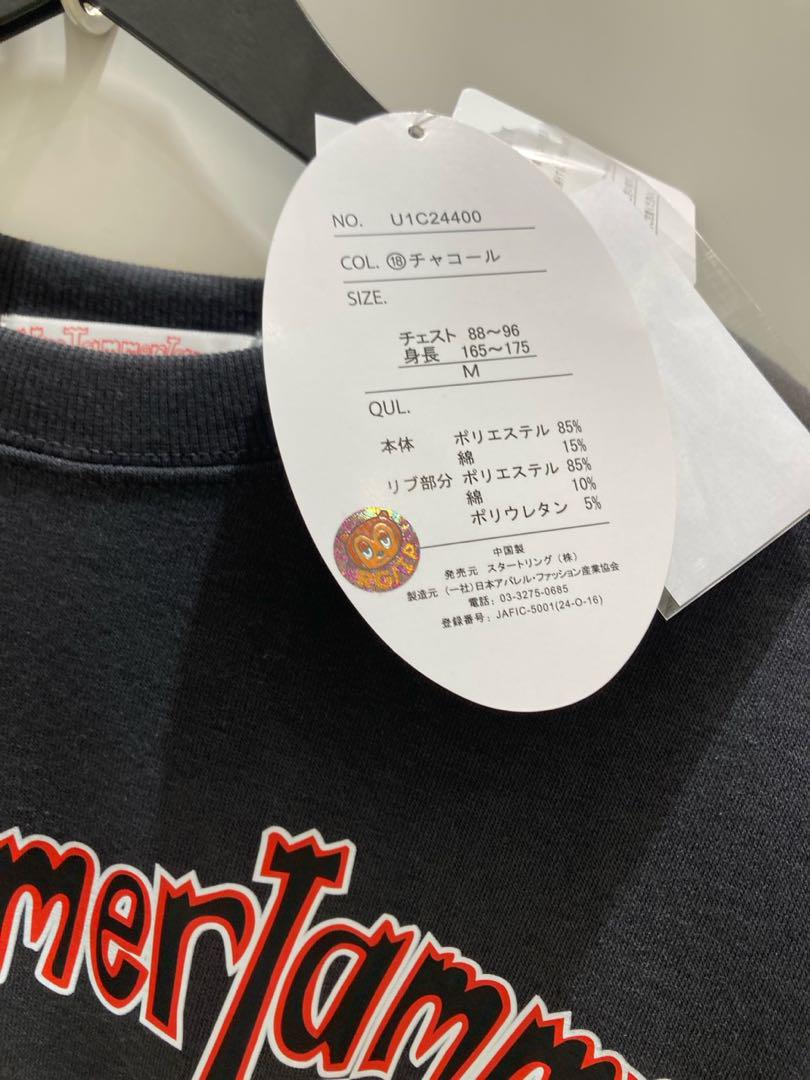 NO. U1C24400
COL. ⑱チャコール
SIZE.
チェスト 88～96
身長 165～175
M
QUL.
本体 ポリエステル 85%
綿 15%
リブ部分 ポリエステル 85%
綿 10%
ポリウレタン 5%
中国製
発売元 スタートリング（株）
製造元（一社）日本アパレル・ファッション産業協会
電話：03-3275-0685
登録番号：JAFIC-5001(24-O-16)
merTamm